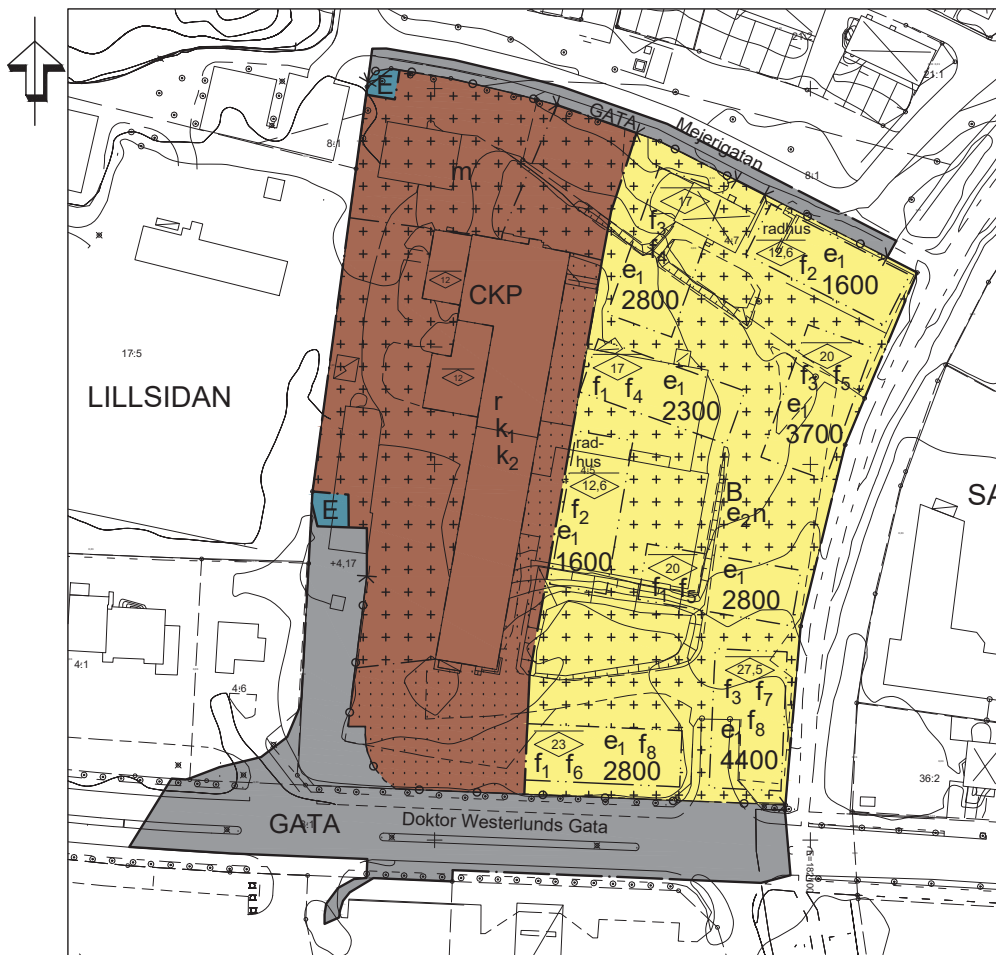 21:2
21:1
E
GATA
Mejerigatan
8:1
8:1
m
17
f3
f4
4:7
radhus
12,6
f2
e1
1600
e1
2800
12
CKP
17:5
LILLSIDAN
12
17
f1 f4
e1
2300
20
f3 f5
e1
3700
r
k1
k2
rad-
hus
4:5
12,6
f2
e1
1600
B
e2 n
SA
E
+4,17
20
f1 f5
e1
2800
4:1
4:6
27,5
f3 f7
f8
e1
4400
23
f1 f6
e1 f8
2800
36:2
GATA
Doktor Westerlunds Gata